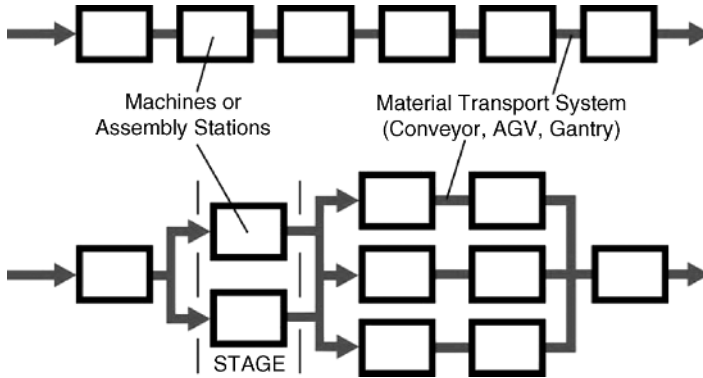 Machines or
Assembly Stations
Material Transport System
(Conveyor, AGV, Gantry)
STAGE